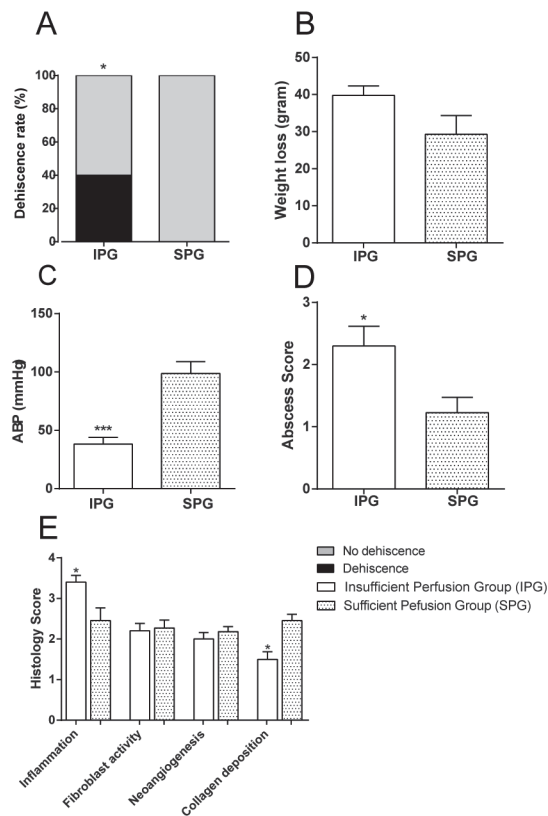 A
Dehiscence rate (%)
100
80
60
40
20
0
*
IPG
SPG
B
Weight loss (gram)
50
40
30
20
10
0
IPG
SPG
C
ABP (mmHg)
150
100
50
0
***
IPG
SPG
D
Abscess Score
3
2
1
0
*
IPG
SPG
E
Histology Score
4
3
2
1
0
*
*
Inflammation
Fibroblast activity
Neoangiogenesis
Collagen deposition
No dehiscence
Dehiscence
Insufficient Perfusion Group (IPG)
Sufficient Pefusion Group (SPG)